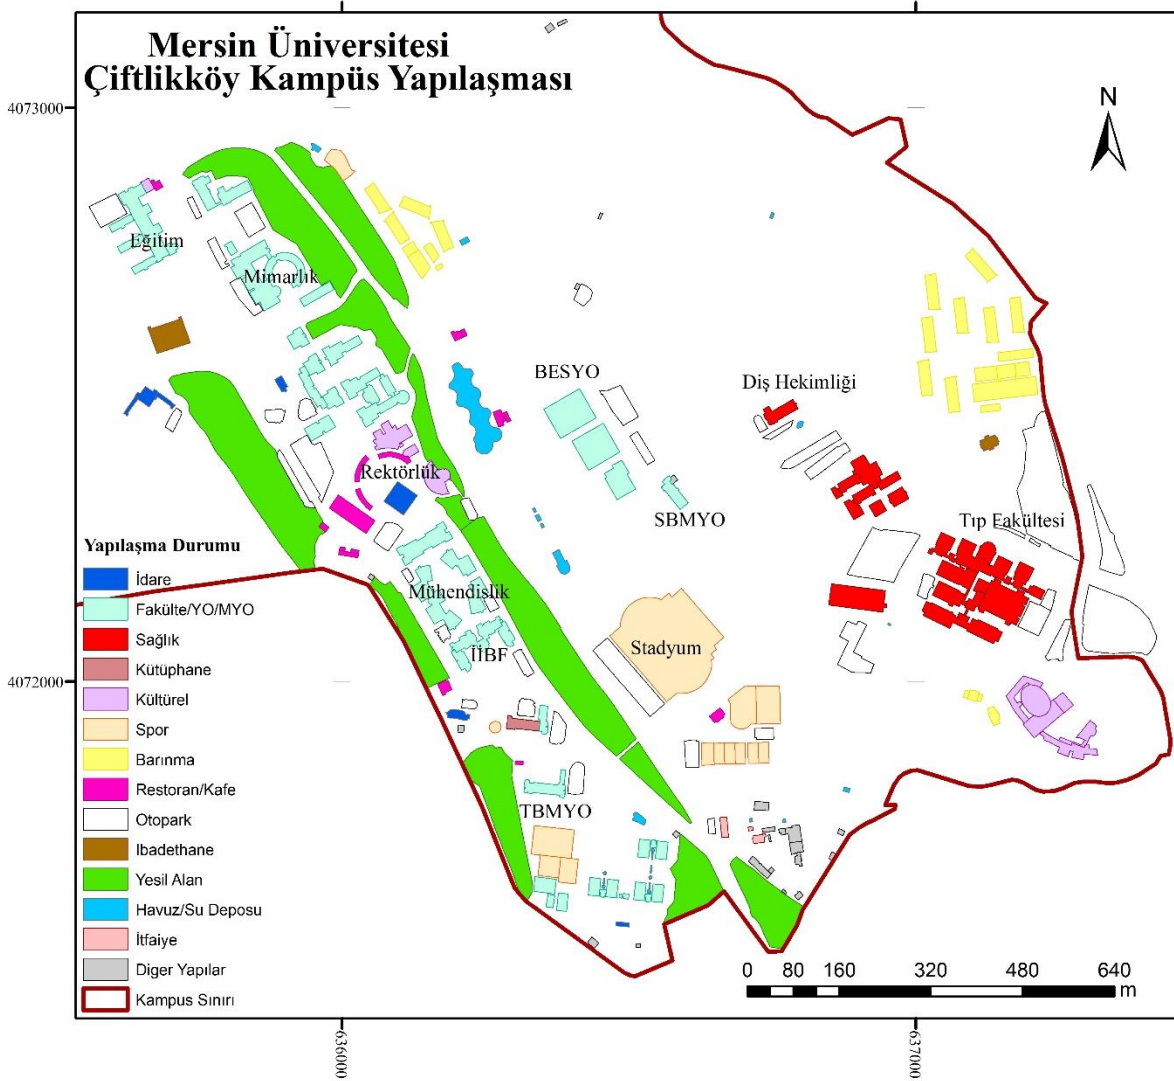 Mersin Üniversitesi
Çiftlikköy Kampüs Yapılaşması
N
4073000
Eğitim
Mimarlık
BESYO
Diş Hekimliği
Rektörlük
SBMYO
Tıp Fakültesi
Mühendislik
İİBF
Stadyum
4072000
TBMYO
Yapılaşma Durumu
İdare
Fakülte/YO/MYO
Sağlık
Kütüphane
Kültürel
Spor
Barınma
Restoran/Kafe
Otopark
Ibadethane
Yesil Alan
Havuz/Su Deposu
İtfaiye
Diger Yapılar
Kampus Sınırı
0 80 160 320 480 640
m
636000
637000